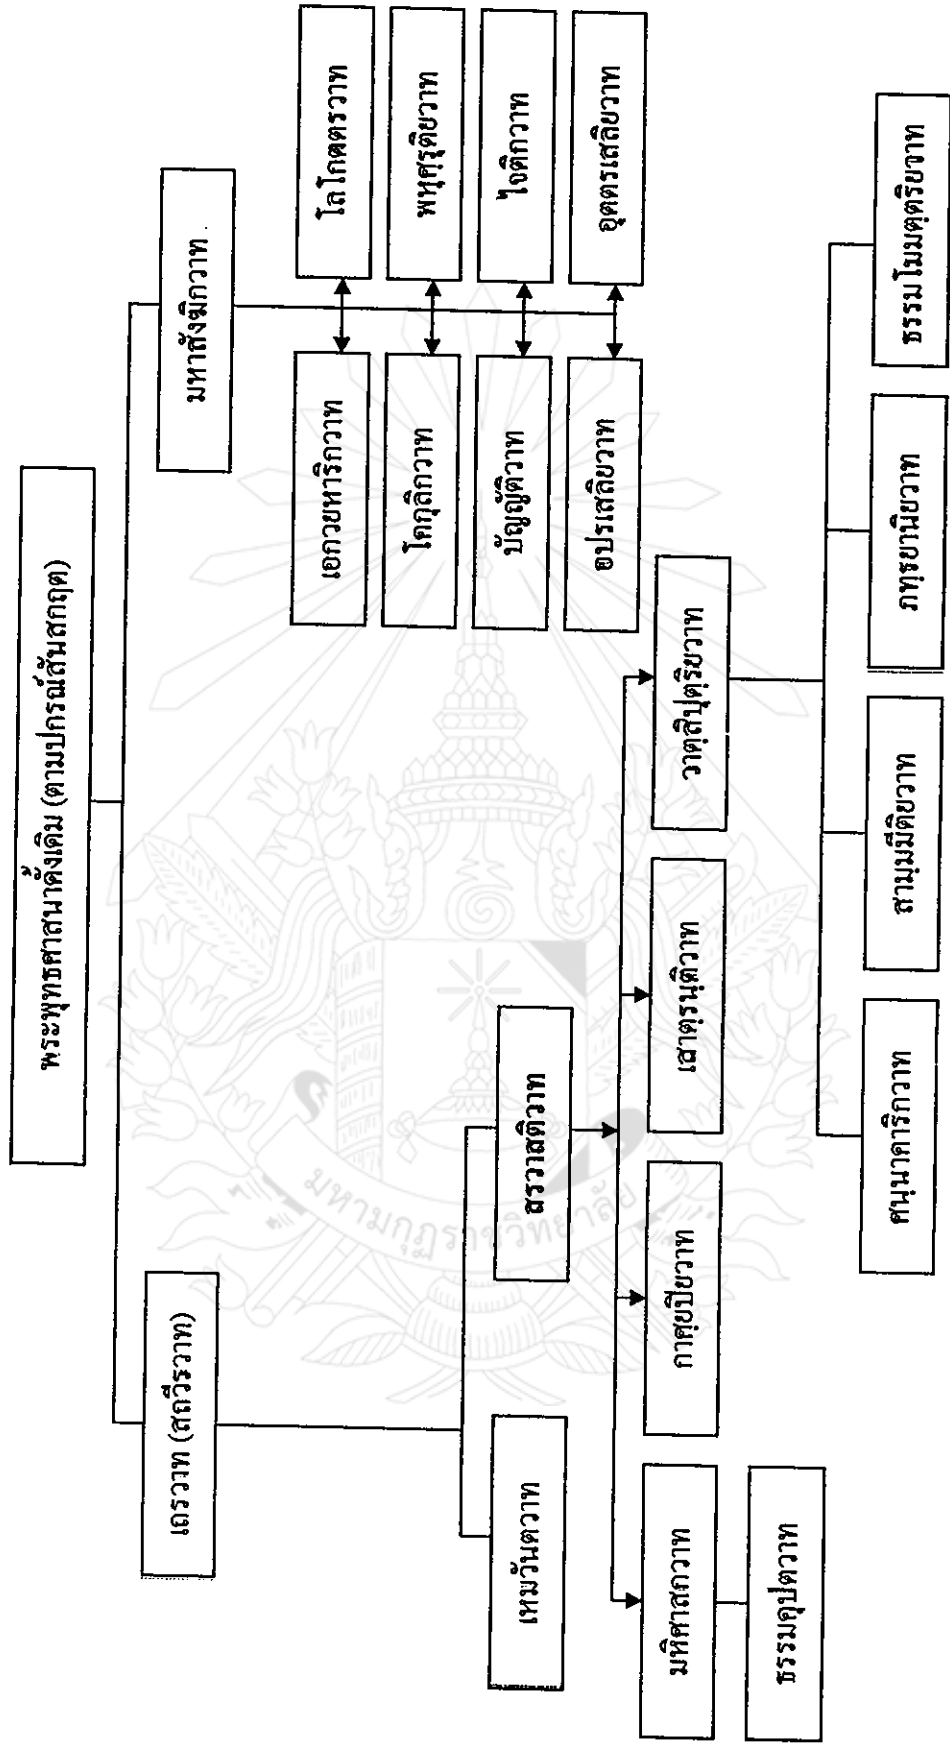 พระพุทธศาสนาดั้งเดิม (ตามปกรณ์สันสกฤต)
เถรวาท (สถวีรวาท)
มหาสังฆิกวาท
เอกวยหาริกวาท
โลโกตตรวาท
โคกุลิกวาท
พหุศรุติยวาท
บัญญัติวาท
ไจติกวาท
อปรเสลิยวาท
อุตตรเสลิยวาท
เหมวันตวาท
สรวาสติวาท
มหิศาสกวาท
กาศยปิยวาท
เสาตฺรนฺติวาท
วาตฺสิปุตฺริยวาท
ธรรมคุปตวาท
ศนฺนาคาริกวาท
สามฺมิติยวาท
ภทฺรยานิยวาท
ธรรมโมมตฺตริยวาท
มหามกุฏราชวิทยาลัย